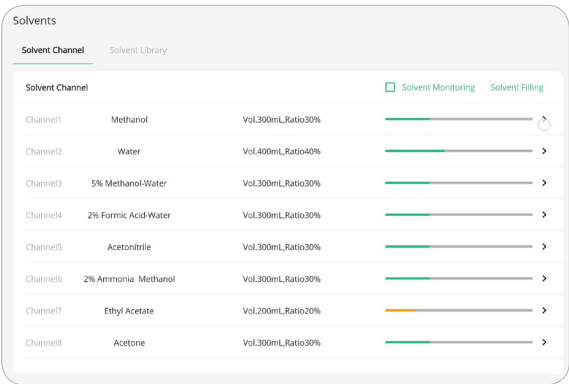 Solvents
Solvent Channel Solvent Library
Solvent Channel Solvent Monitoring Solvent Filling
Channel1 Methanol Vol.300mL,Ratio30%
Channel2 Water Vol.400mL,Ratio40%
Channel3 5% Methanol-Water Vol.300mL,Ratio30%
Channel4 2% Formic Acid-Water Vol.300mL,Ratio30%
Channel5 Acetonitrile Vol.300mL,Ratio30%
Channel6 2% Ammonia Methanol Vol.300mL,Ratio30%
Channel7 Ethyl Acetate Vol.200mL,Ratio20%
Channel8 Acetone Vol.300mL,Ratio30%